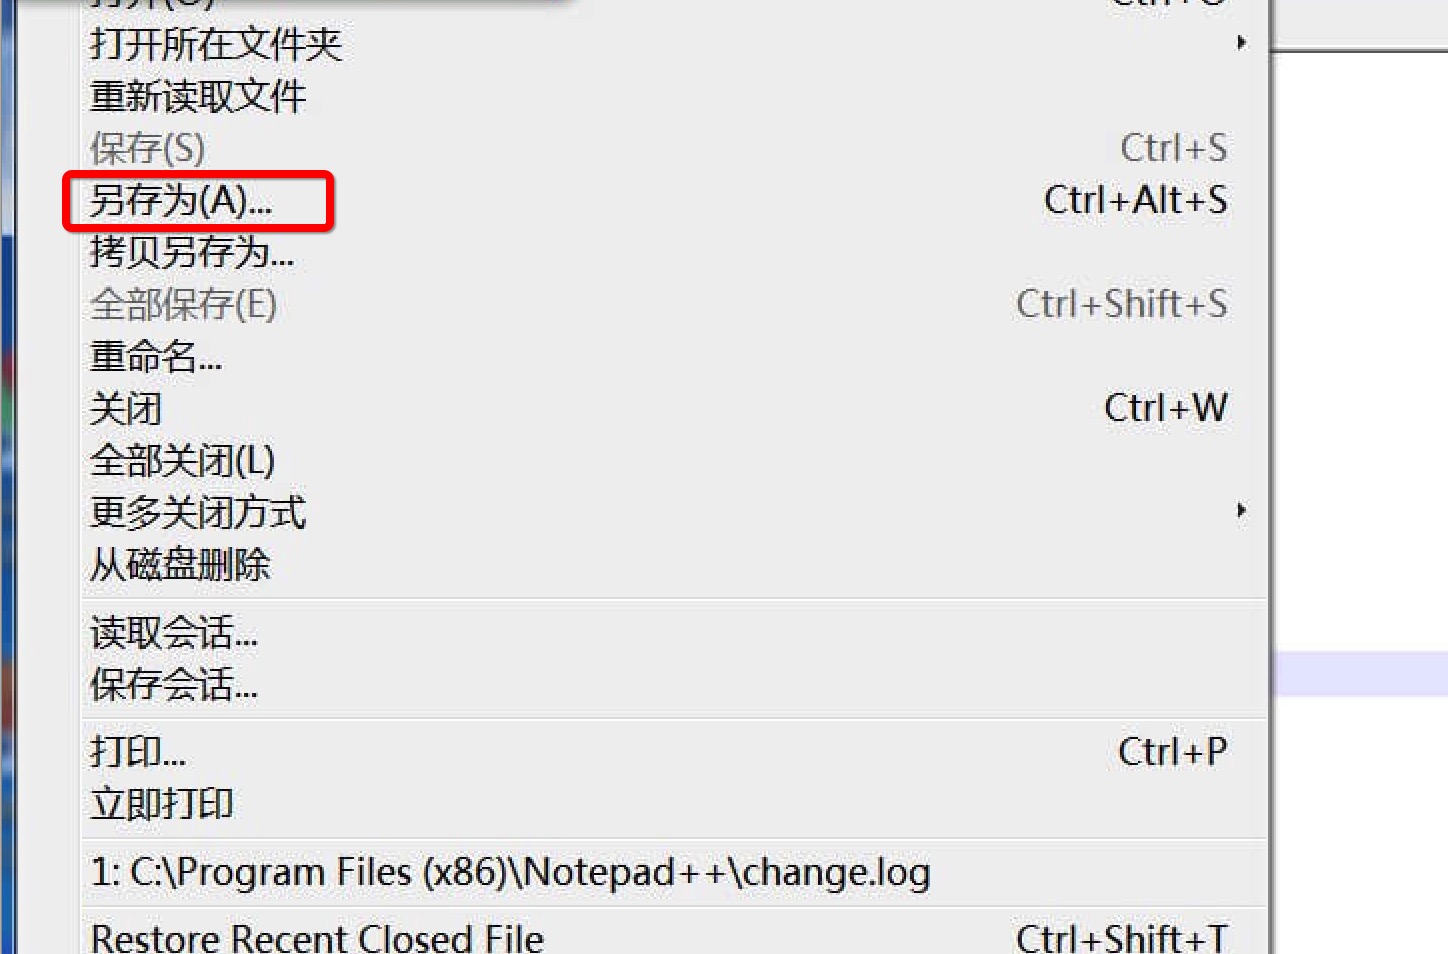 打开(O) Ctrl+O
打开所在文件夹
重新读取文件
保存(S) Ctrl+S
另存为(A)... Ctrl+Alt+S
拷贝另存为...
全部保存(E) Ctrl+Shift+S
重命名...
关闭 Ctrl+W
全部关闭(L)
更多关闭方式
从磁盘删除
读取会话...
保存会话...
打印... Ctrl+P
立即打印
1: C:\Program Files (x86)\Notepad++\change.log
Restore Recent Closed File Ctrl+Shift+T